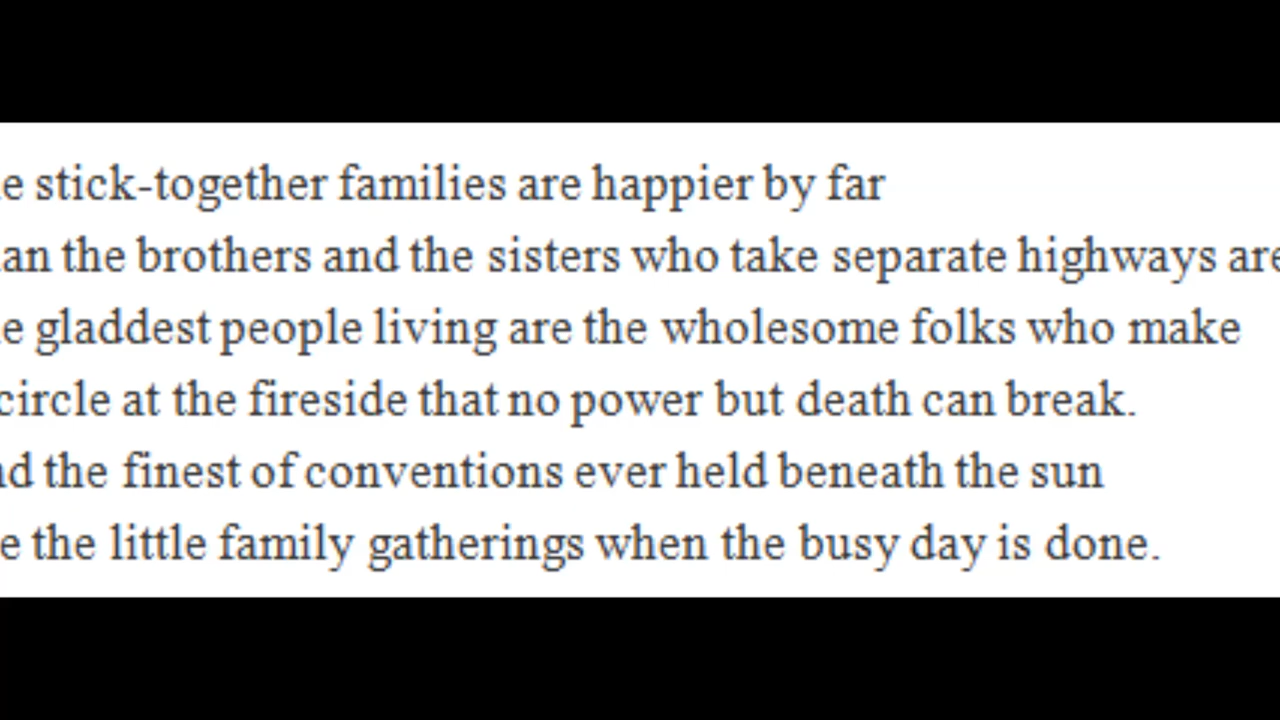 e stick-together families are happier by far
an the brothers and the sisters who take separate highways are
e gladdest people living are the wholesome folks who make
circle at the fireside that no power but death can break.
nd the finest of conventions ever held beneath the sun
e the little family gatherings when the busy day is done.